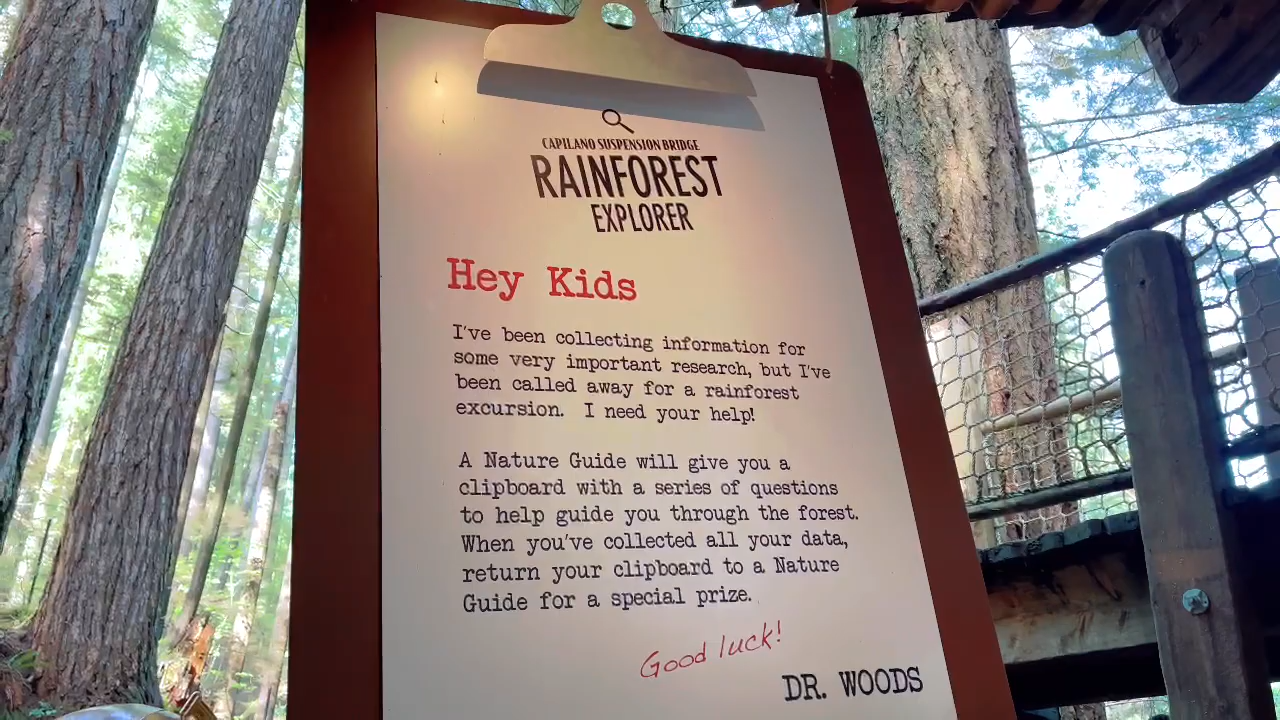 CAPILANO SUSPENSION BRIDGE
RAINFOREST
EXPLORER
Hey Kids
I've been collecting information for
some very important research, but I've
been called away for a rainforest
excursion. I need your help!
A Nature Guide will give you a
clipboard with a series of questions
to help guide you through the forest.
When you've collected all your data,
return your clipboard to a Nature
Guide for a special prize.
Good luck!
DR. WOODS